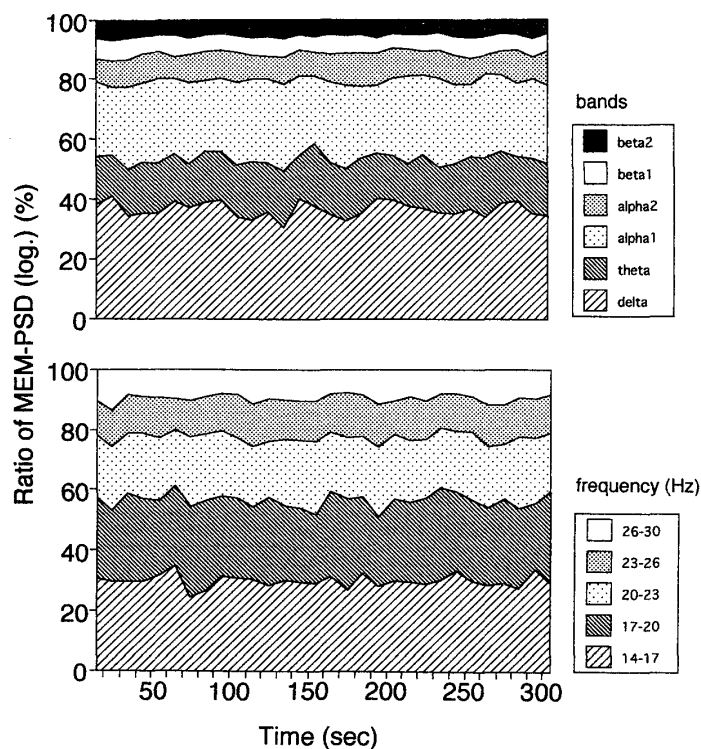 Ratio of MEM-PSD (log.) (%)
100
80
60
40
20
0
bands
beta2
beta1
alpha2
alpha1
theta
delta
100
80
60
40
20
0
frequency (Hz)
26-30
23-26
20-23
17-20
14-17
50 100 150 200 250 300
Time (sec)